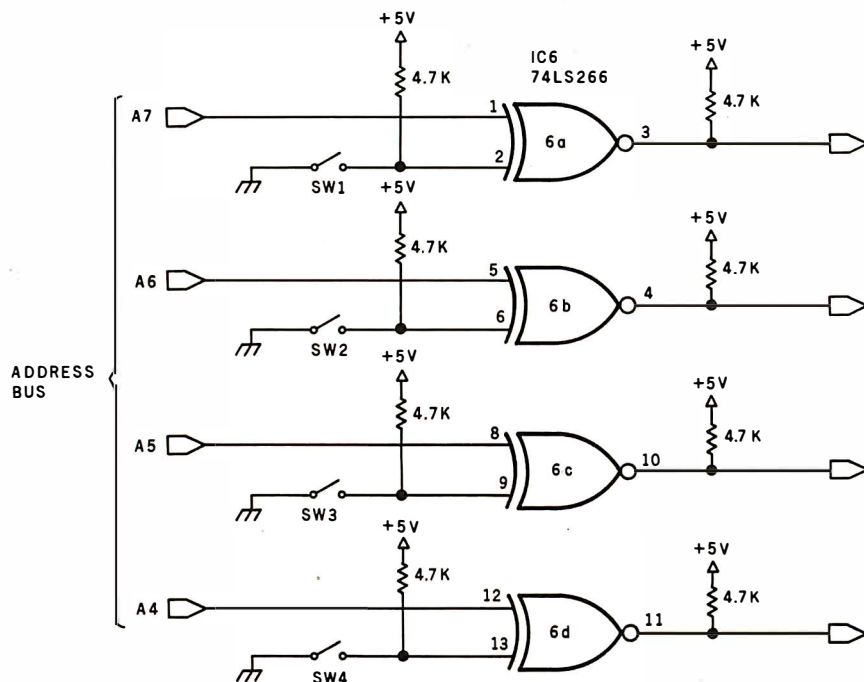 +5V
4.7K
IC6
74LS266
+5V
4.7K
A7
1
2
6a
3
SW1
+5V
4.7K
+5V
4.7K
A6
5
6
6b
4
SW2
ADDRESS
BUS
+5V
4.7K
+5V
4.7K
A5
8
9
6c
10
SW3
+5V
4.7K
+5V
4.7K
A4
12
13
6d
11
SW4